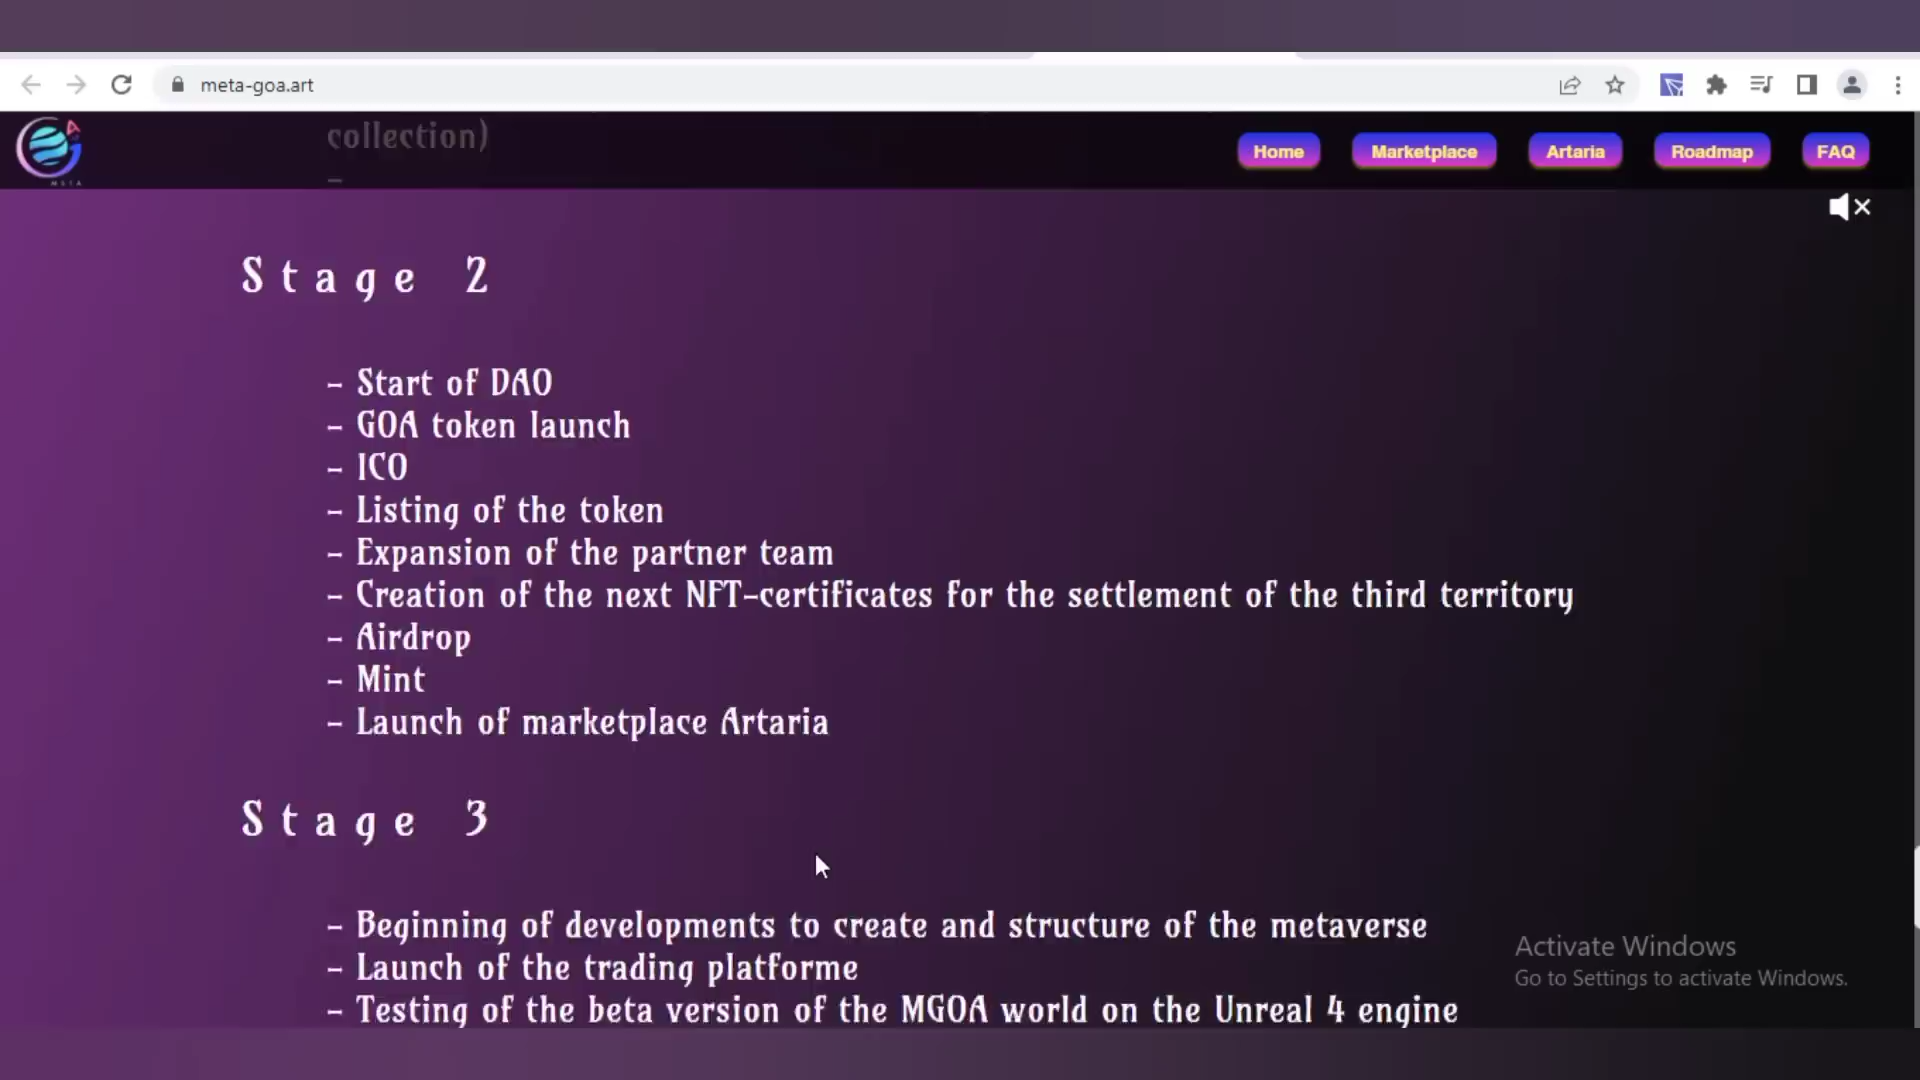 meta-goa.art
META
collection)
–
Home
Marketplace
Artaria
Roadmap
FAQ
Stage 2
– Start of DAO
– GOA token launch
– ICO
– Listing of the token
– Expansion of the partner team
– Creation of the next NFT-certificates for the settlement of the third territory
– Airdrop
– Mint
– Launch of marketplace Artaria
Stage 3
– Beginning of developments to create and structure of the metaverse
– Launch of the trading platforme
– Testing of the beta version of the MGOA world on the Unreal 4 engine
Activate Windows
Go to Settings to activate Windows.